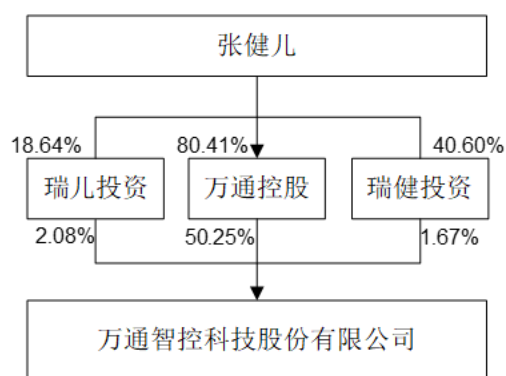 张健儿
18.64%
80.41%
40.60%
瑞儿投资
万通控股
瑞健投资
2.08%
50.25%
1.67%
万通智控科技股份有限公司